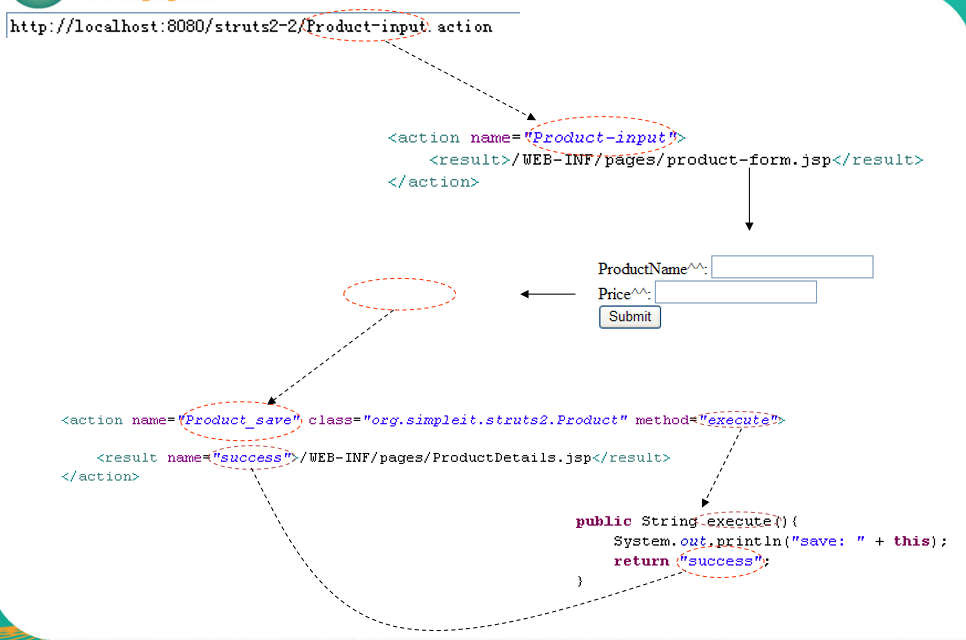 http://localhost:8080/struts2-2/Product-input.action
<action name="Product-input">
<result>/WEB-INF/pages/product-form.jsp</result>
</action>
ProductName^^:
Price^^:
Submit
<action name="Product_save" class="org.simpleit.struts2.Product" method="execute">
<result name="success">/WEB-INF/pages/ProductDetails.jsp</result>
</action>
public String execute(){
System.out.println("save: " + this);
return "success";
}